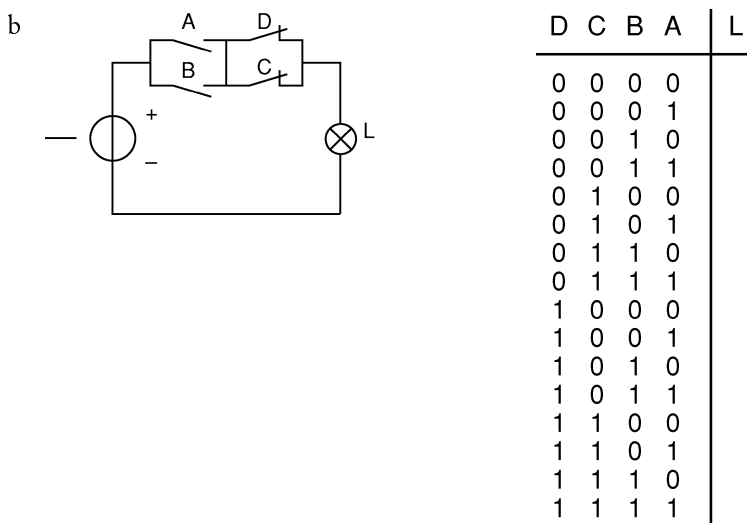 b
A D
B C
+
−
L
D C B A L
0 0 0 0
0 0 0 1
0 0 1 0
0 0 1 1
0 1 0 0
0 1 0 1
0 1 1 0
0 1 1 1
1 0 0 0
1 0 0 1
1 0 1 0
1 0 1 1
1 1 0 0
1 1 0 1
1 1 1 0
1 1 1 1